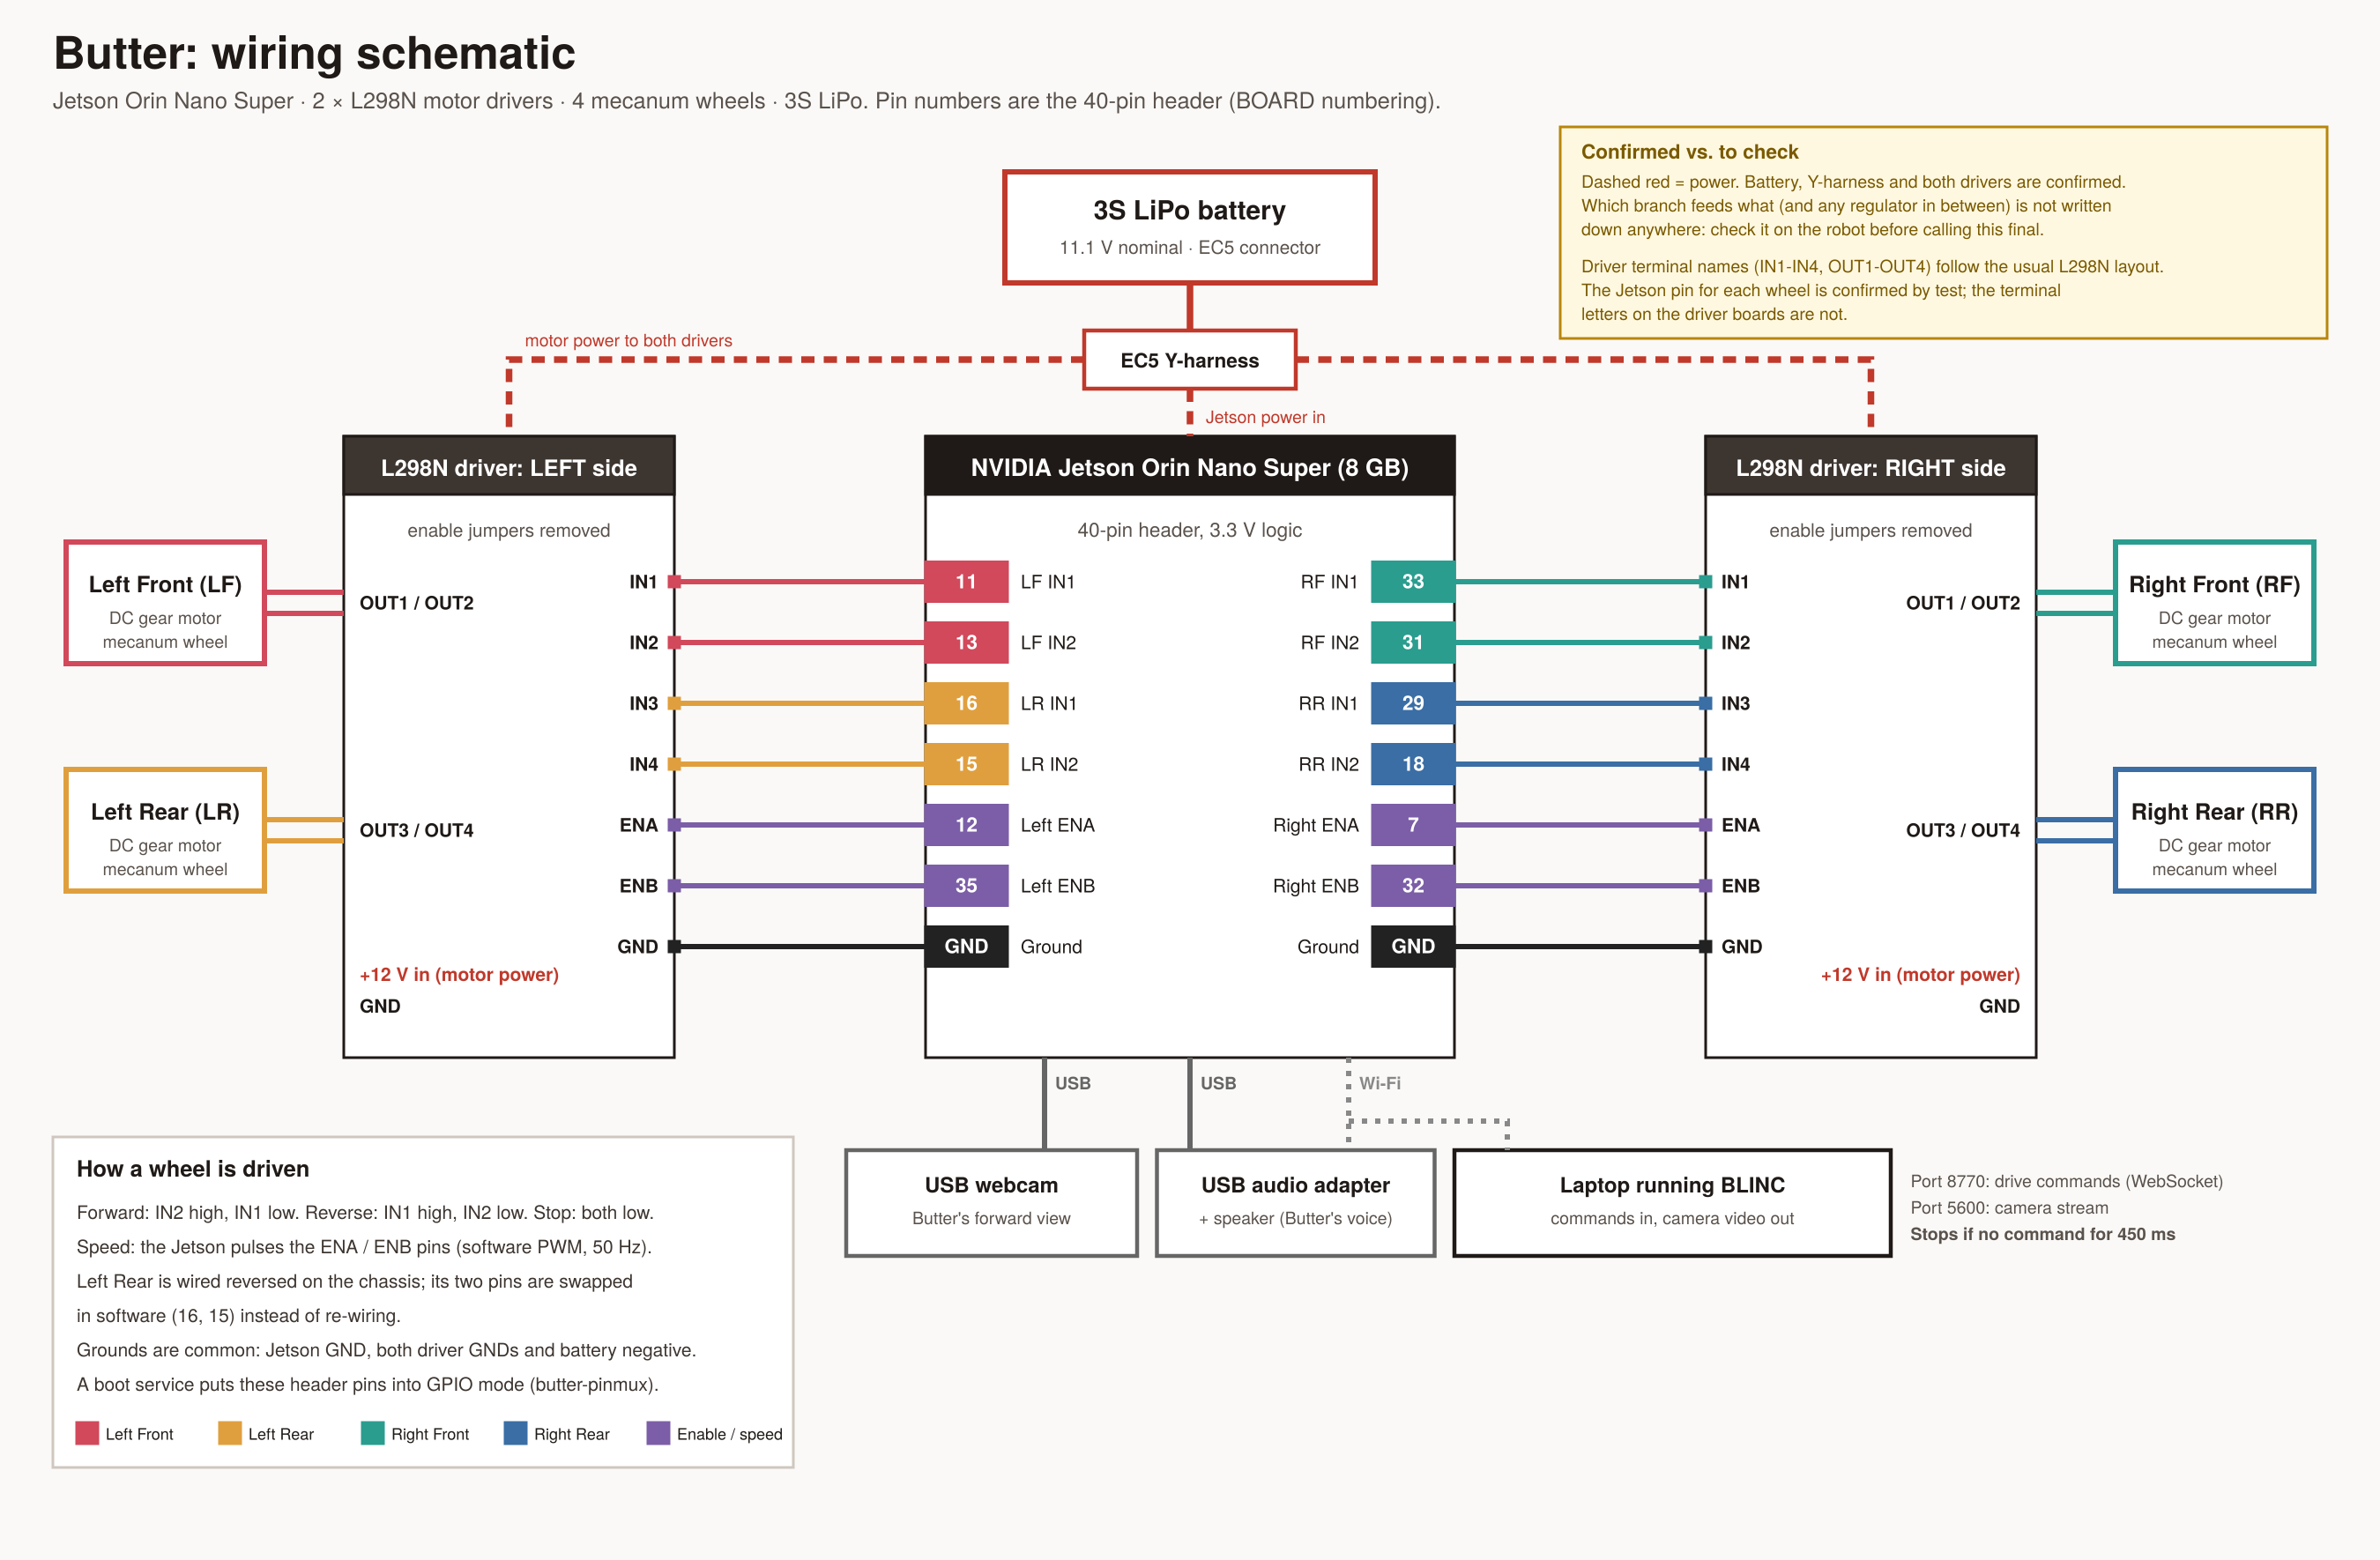 Butter: wiring schematic
Jetson Orin Nano Super · 2 × L298N motor drivers · 4 mecanum wheels · 3S LiPo. Pin numbers are the 40-pin header (BOARD numbering).
Confirmed vs. to check
Dashed red = power. Battery, Y-harness and both drivers are confirmed.
Which branch feeds what (and any regulator in between) is not written
down anywhere: check it on the robot before calling this final.
Driver terminal names (IN1-IN4, OUT1-OUT4) follow the usual L298N layout.
The Jetson pin for each wheel is confirmed by test; the terminal
letters on the driver boards are not.
3S LiPo battery
11.1 V nominal · EC5 connector
motor power to both drivers
EC5 Y-harness
Jetson power in
L298N driver: LEFT side
enable jumpers removed
Left Front (LF)
DC gear motor
mecanum wheel
OUT1 / OUT2
Left Rear (LR)
DC gear motor
mecanum wheel
OUT3 / OUT4
IN1
IN2
IN3
IN4
ENA
ENB
GND
+12 V in (motor power)
GND
NVIDIA Jetson Orin Nano Super (8 GB)
40-pin header, 3.3 V logic
11 LF IN1 RF IN1 33
13 LF IN2 RF IN2 31
16 LR IN1 RR IN1 29
15 LR IN2 RR IN2 18
12 Left ENA Right ENA 7
35 Left ENB Right ENB 32
GND Ground Ground GND
L298N driver: RIGHT side
enable jumpers removed
IN1
IN2
IN3
IN4
ENA
ENB
GND
OUT1 / OUT2
Right Front (RF)
DC gear motor
mecanum wheel
OUT3 / OUT4
Right Rear (RR)
DC gear motor
mecanum wheel
+12 V in (motor power)
GND
USB
USB
Wi-Fi
USB webcam
Butter's forward view
USB audio adapter
+ speaker (Butter's voice)
Laptop running BLINC
commands in, camera video out
Port 8770: drive commands (WebSocket)
Port 5600: camera stream
Stops if no command for 450 ms
How a wheel is driven
Forward: IN2 high, IN1 low. Reverse: IN1 high, IN2 low. Stop: both low.
Speed: the Jetson pulses the ENA / ENB pins (software PWM, 50 Hz).
Left Rear is wired reversed on the chassis; its two pins are swapped
in software (16, 15) instead of re-wiring.
Grounds are common: Jetson GND, both driver GNDs and battery negative.
A boot service puts these header pins into GPIO mode (butter-pinmux).
Left Front
Left Rear
Right Front
Right Rear
Enable / speed